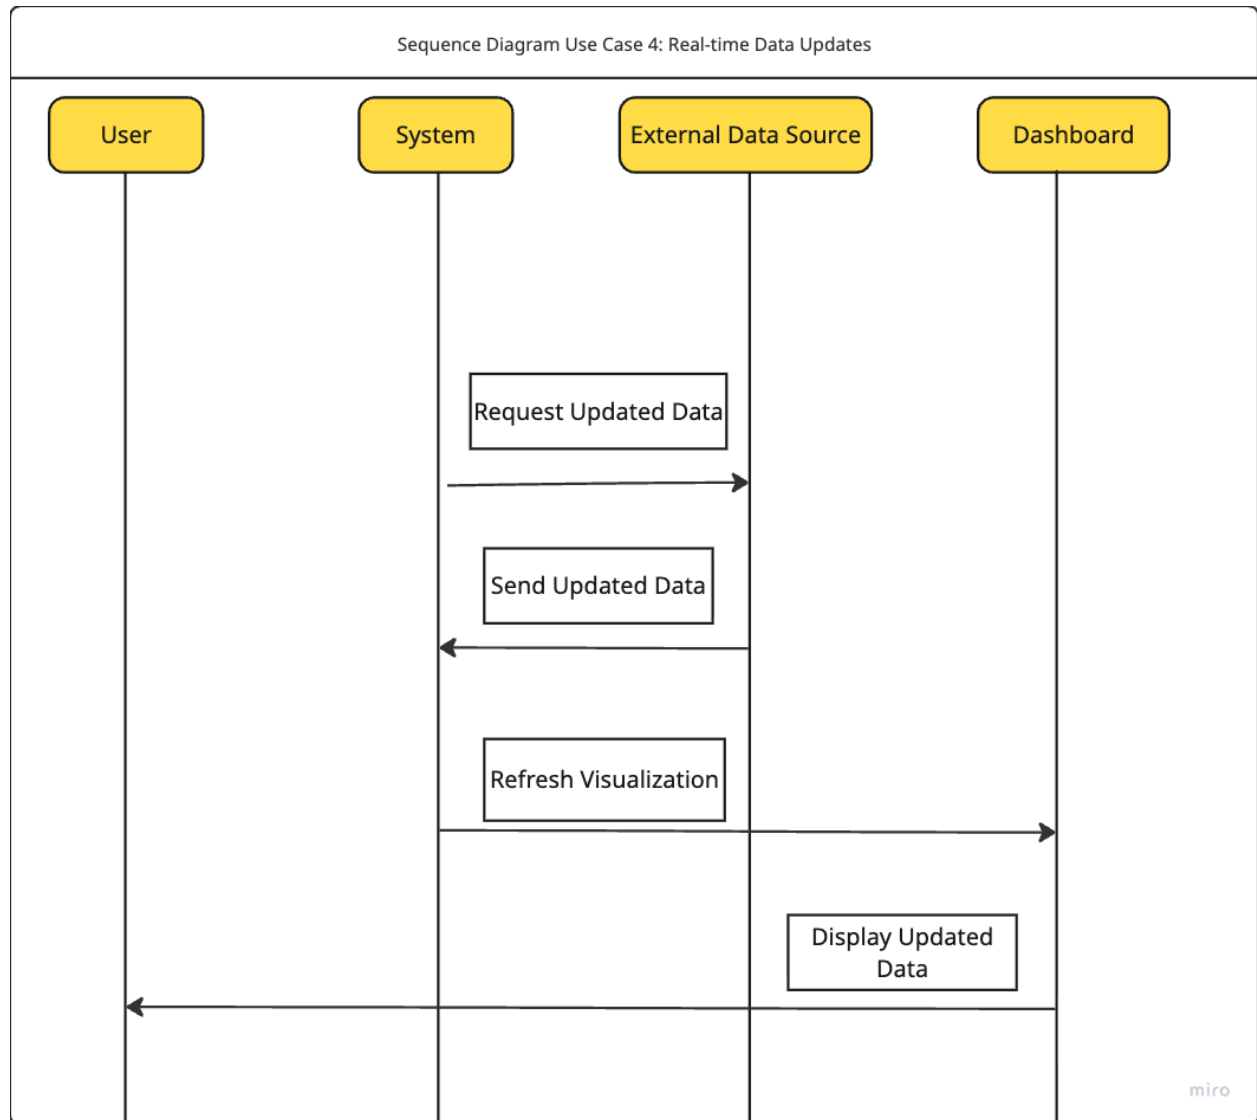 Sequence Diagram Use Case 4: Real-time Data Updates
User
System
External Data Source
Dashboard
Request Updated Data
Send Updated Data
Refresh Visualization
Display Updated
Data
miro